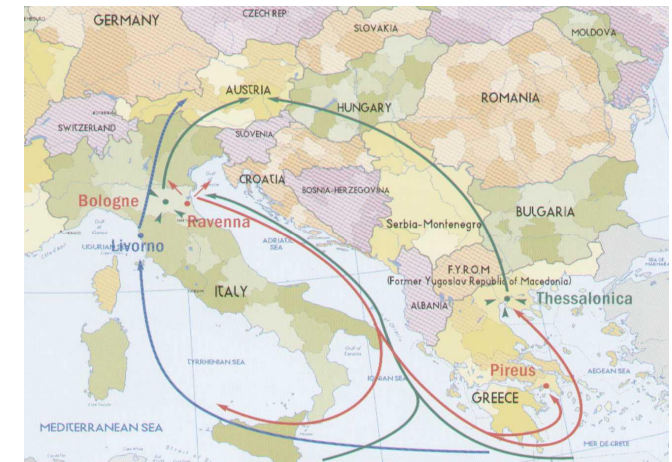 GERMANY
CZECH REP.
SLOVAKIA
MOLDOVA
AUSTRIA
HUNGARY
ROMANIA
SWITZERLAND
SLOVENIA
CROATIA
BOSNIA-HERZEGOVINA
Bologne
Ravenna
Serbia-Montenegro
BULGARIA
Livorno
LIGURIAN SEA
ADRIATIC
SEA
F.Y.R.O.M
(Former Yugoslav Republic of Macedonia)
ITALY
ALBANIA
Thessalonica
TYRRHENIAN SEA
IONIAN SEA
Pireus
AEGEAN SEA
GREECE
MEDITERRANEAN SEA
MER DE CRETE